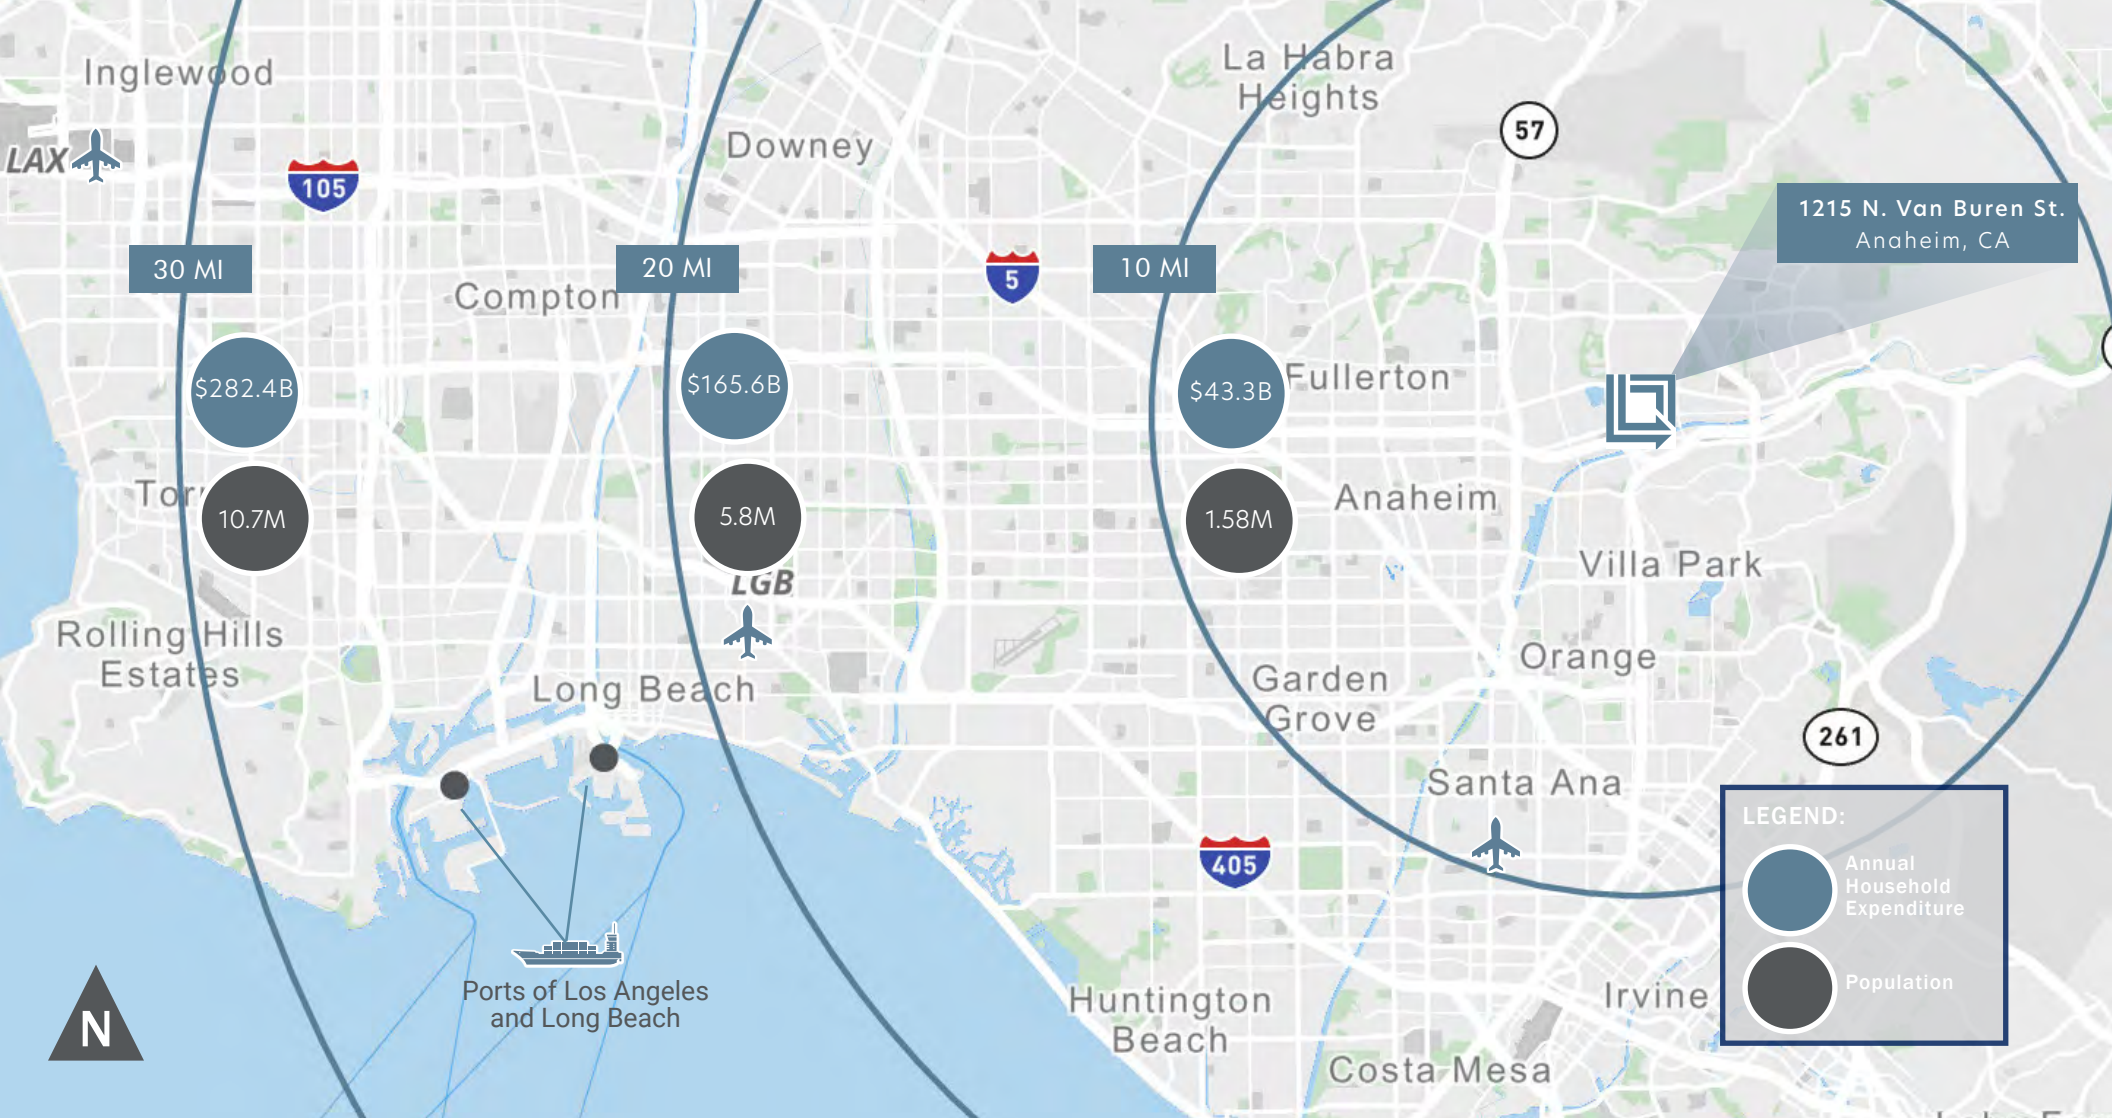 La Habra
Heights
Inglewood
57
Downey
LAX
105
1215 N. Van Buren St.
Anaheim, CA
30 MI
20 MI
10 MI
5
Compton
$282.4B
$165.6B
$43.3B
Fullerton
Tor
10.7M
5.8M
1.58M
Anaheim
LGB
Villa Park
Rolling Hills
Estates
Orange
Long Beach
Garden
Grove
261
Santa Ana
LEGEND:
405
Annual
Household
Expenditure
Population
Ports of Los Angeles
and Long Beach
Huntington
Beach
Irvine
N
Costa Mesa